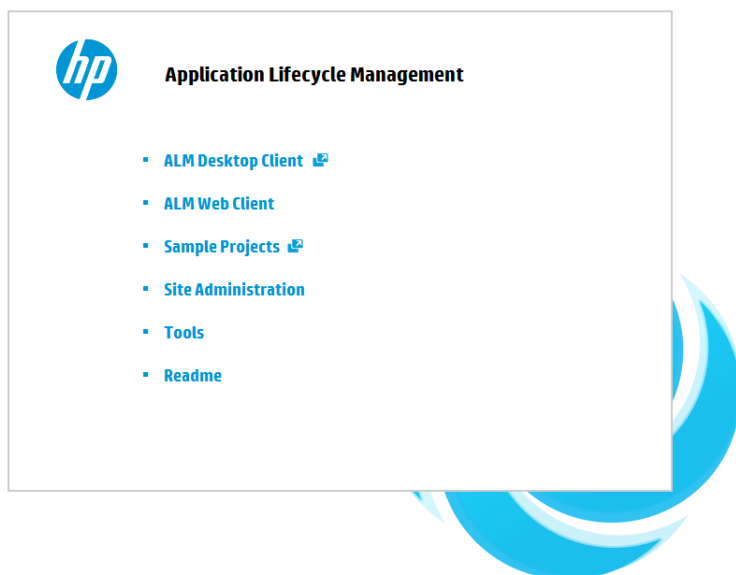 hp
Application Lifecycle Management
ALM Desktop Client
ALM Web Client
Sample Projects
Site Administration
Tools
Readme